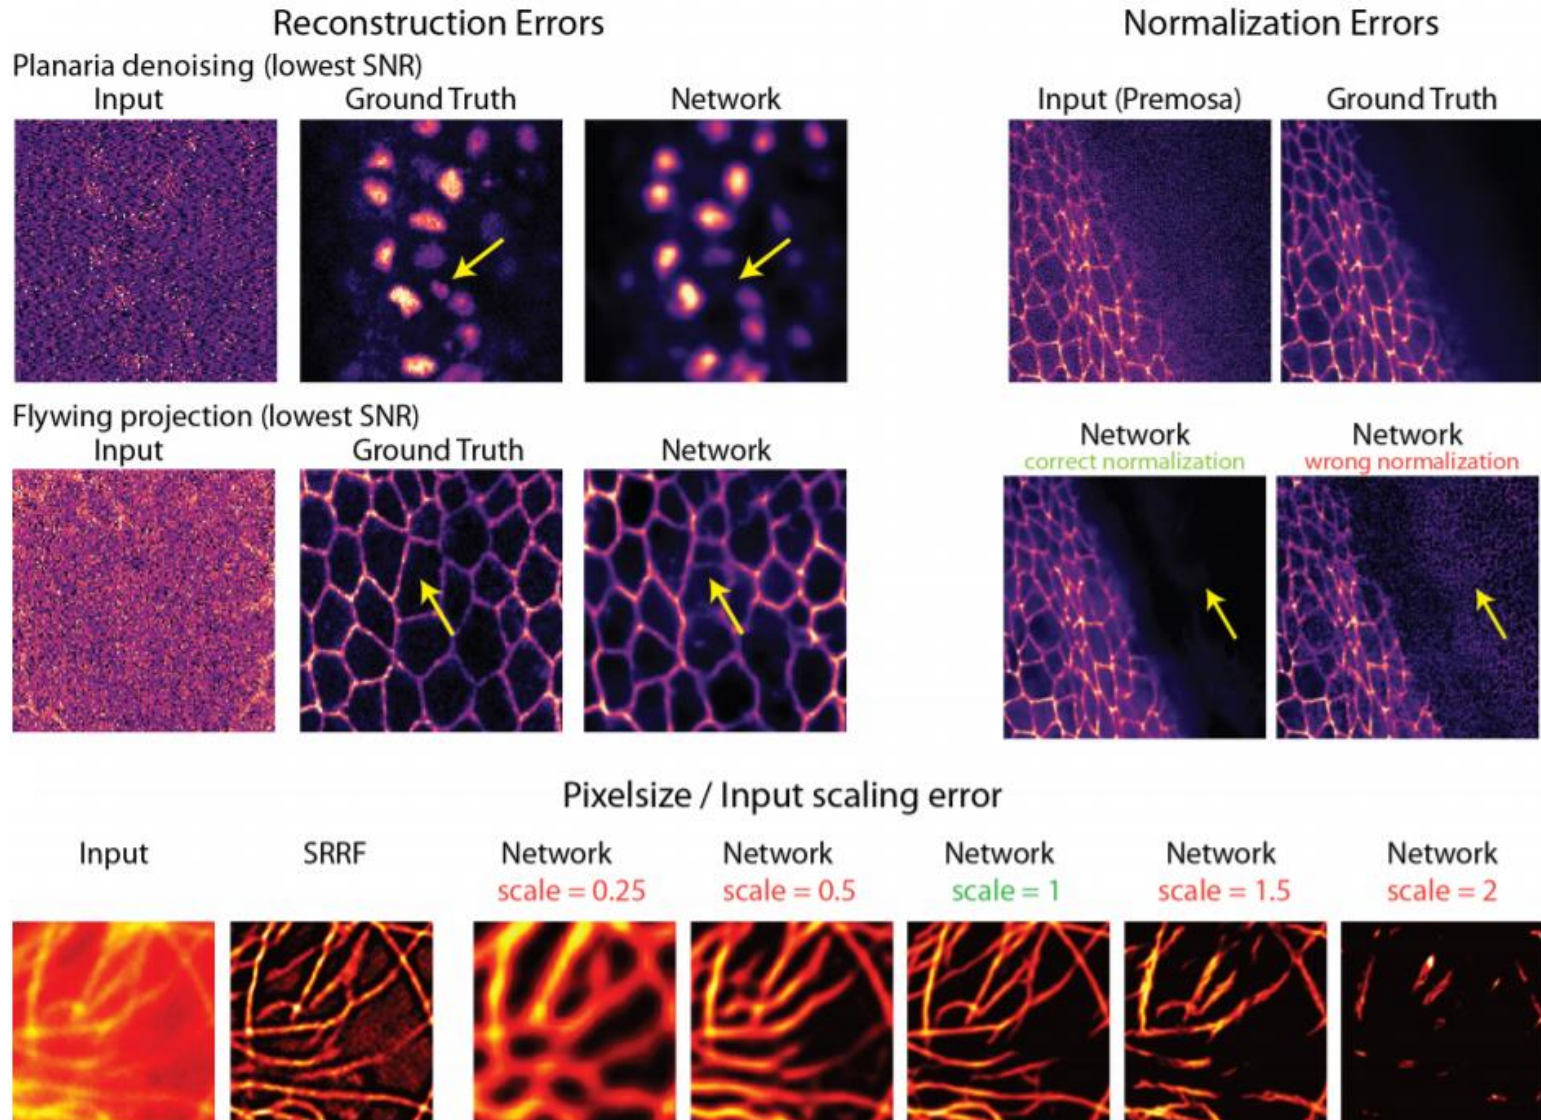 Reconstruction Errors
Normalization Errors
Planaria denoising (lowest SNR)
Input
Ground Truth
Network
Input (Premosa)
Ground Truth
Flywing projection (lowest SNR)
Input
Ground Truth
Network
Network
correct normalization
Network
wrong normalization
Pixelsize / Input scaling error
Input
SRRF
Network
scale = 0.25
Network
scale = 0.5
Network
scale = 1
Network
scale = 1.5
Network
scale = 2